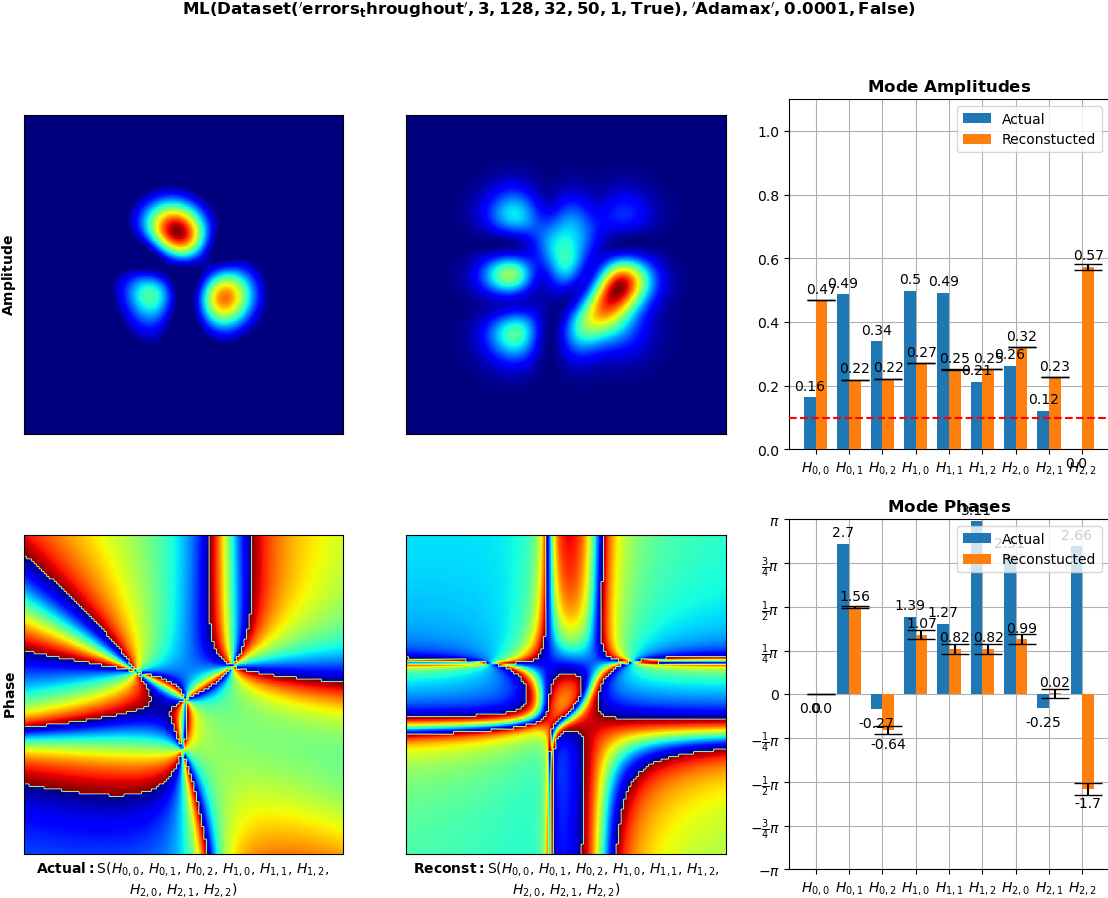 ML(Dataset('errors_throughout', 3, 128, 32, 50, 1, True), 'Adamax', 0.0001, False)
Amplitude
Mode Amplitudes
Actual
Reconstucted
1.0
0.8
0.6
0.4
0.2
0.0
0.16
0.47
0.49
0.22
0.34
0.22
0.5
0.27
0.49
0.25
0.21
0.25
0.26
0.32
0.12
0.23
0.0
0.57
H0,0 H0,1 H0,2 H1,0 H1,1 H1,2 H2,0 H2,1 H2,2
Phase
Mode Phases
Actual
Reconstucted
π
3/4π
1/2π
1/4π
0
−1/4π
−1/2π
−3/4π
−π
0.0
0.0
2.7
1.56
-0.27
-0.64
1.39
1.07
1.27
0.82
3.11
0.82
0.99
-0.25
0.02
2.66
-1.7
H0,0 H0,1 H0,2 H1,0 H1,1 H1,2 H2,0 H2,1 H2,2
Actual: S(H0,0, H0,1, H0,2, H1,0, H1,1, H1,2,
H2,0, H2,1, H2,2)
Reconst: S(H0,0, H0,1, H0,2, H1,0, H1,1, H1,2,
H2,0, H2,1, H2,2)